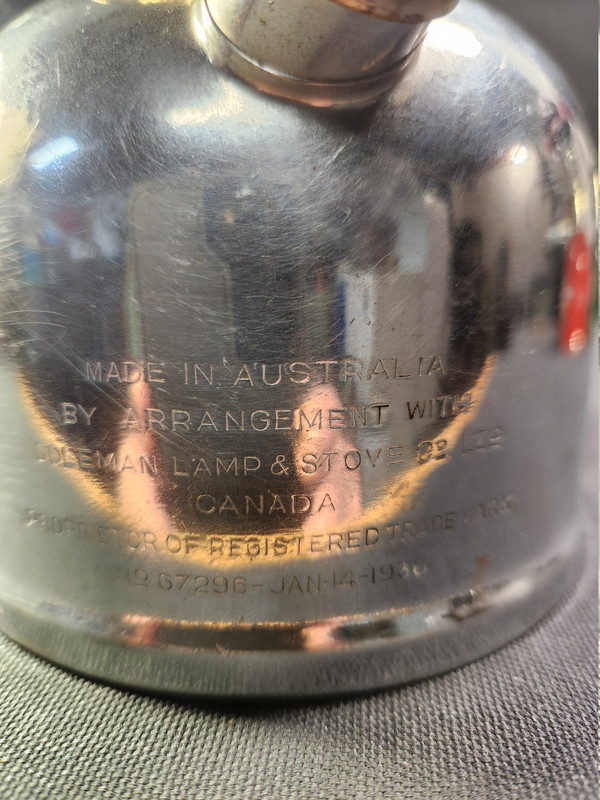 MADE IN AUSTRALIA
BY ARRANGEMENT WITH
COLEMAN LAMP & STOVE CO LTD
CANADA
PROPRIETOR OF REGISTERED TRADE MARK
No 67296-JAN-14-1936